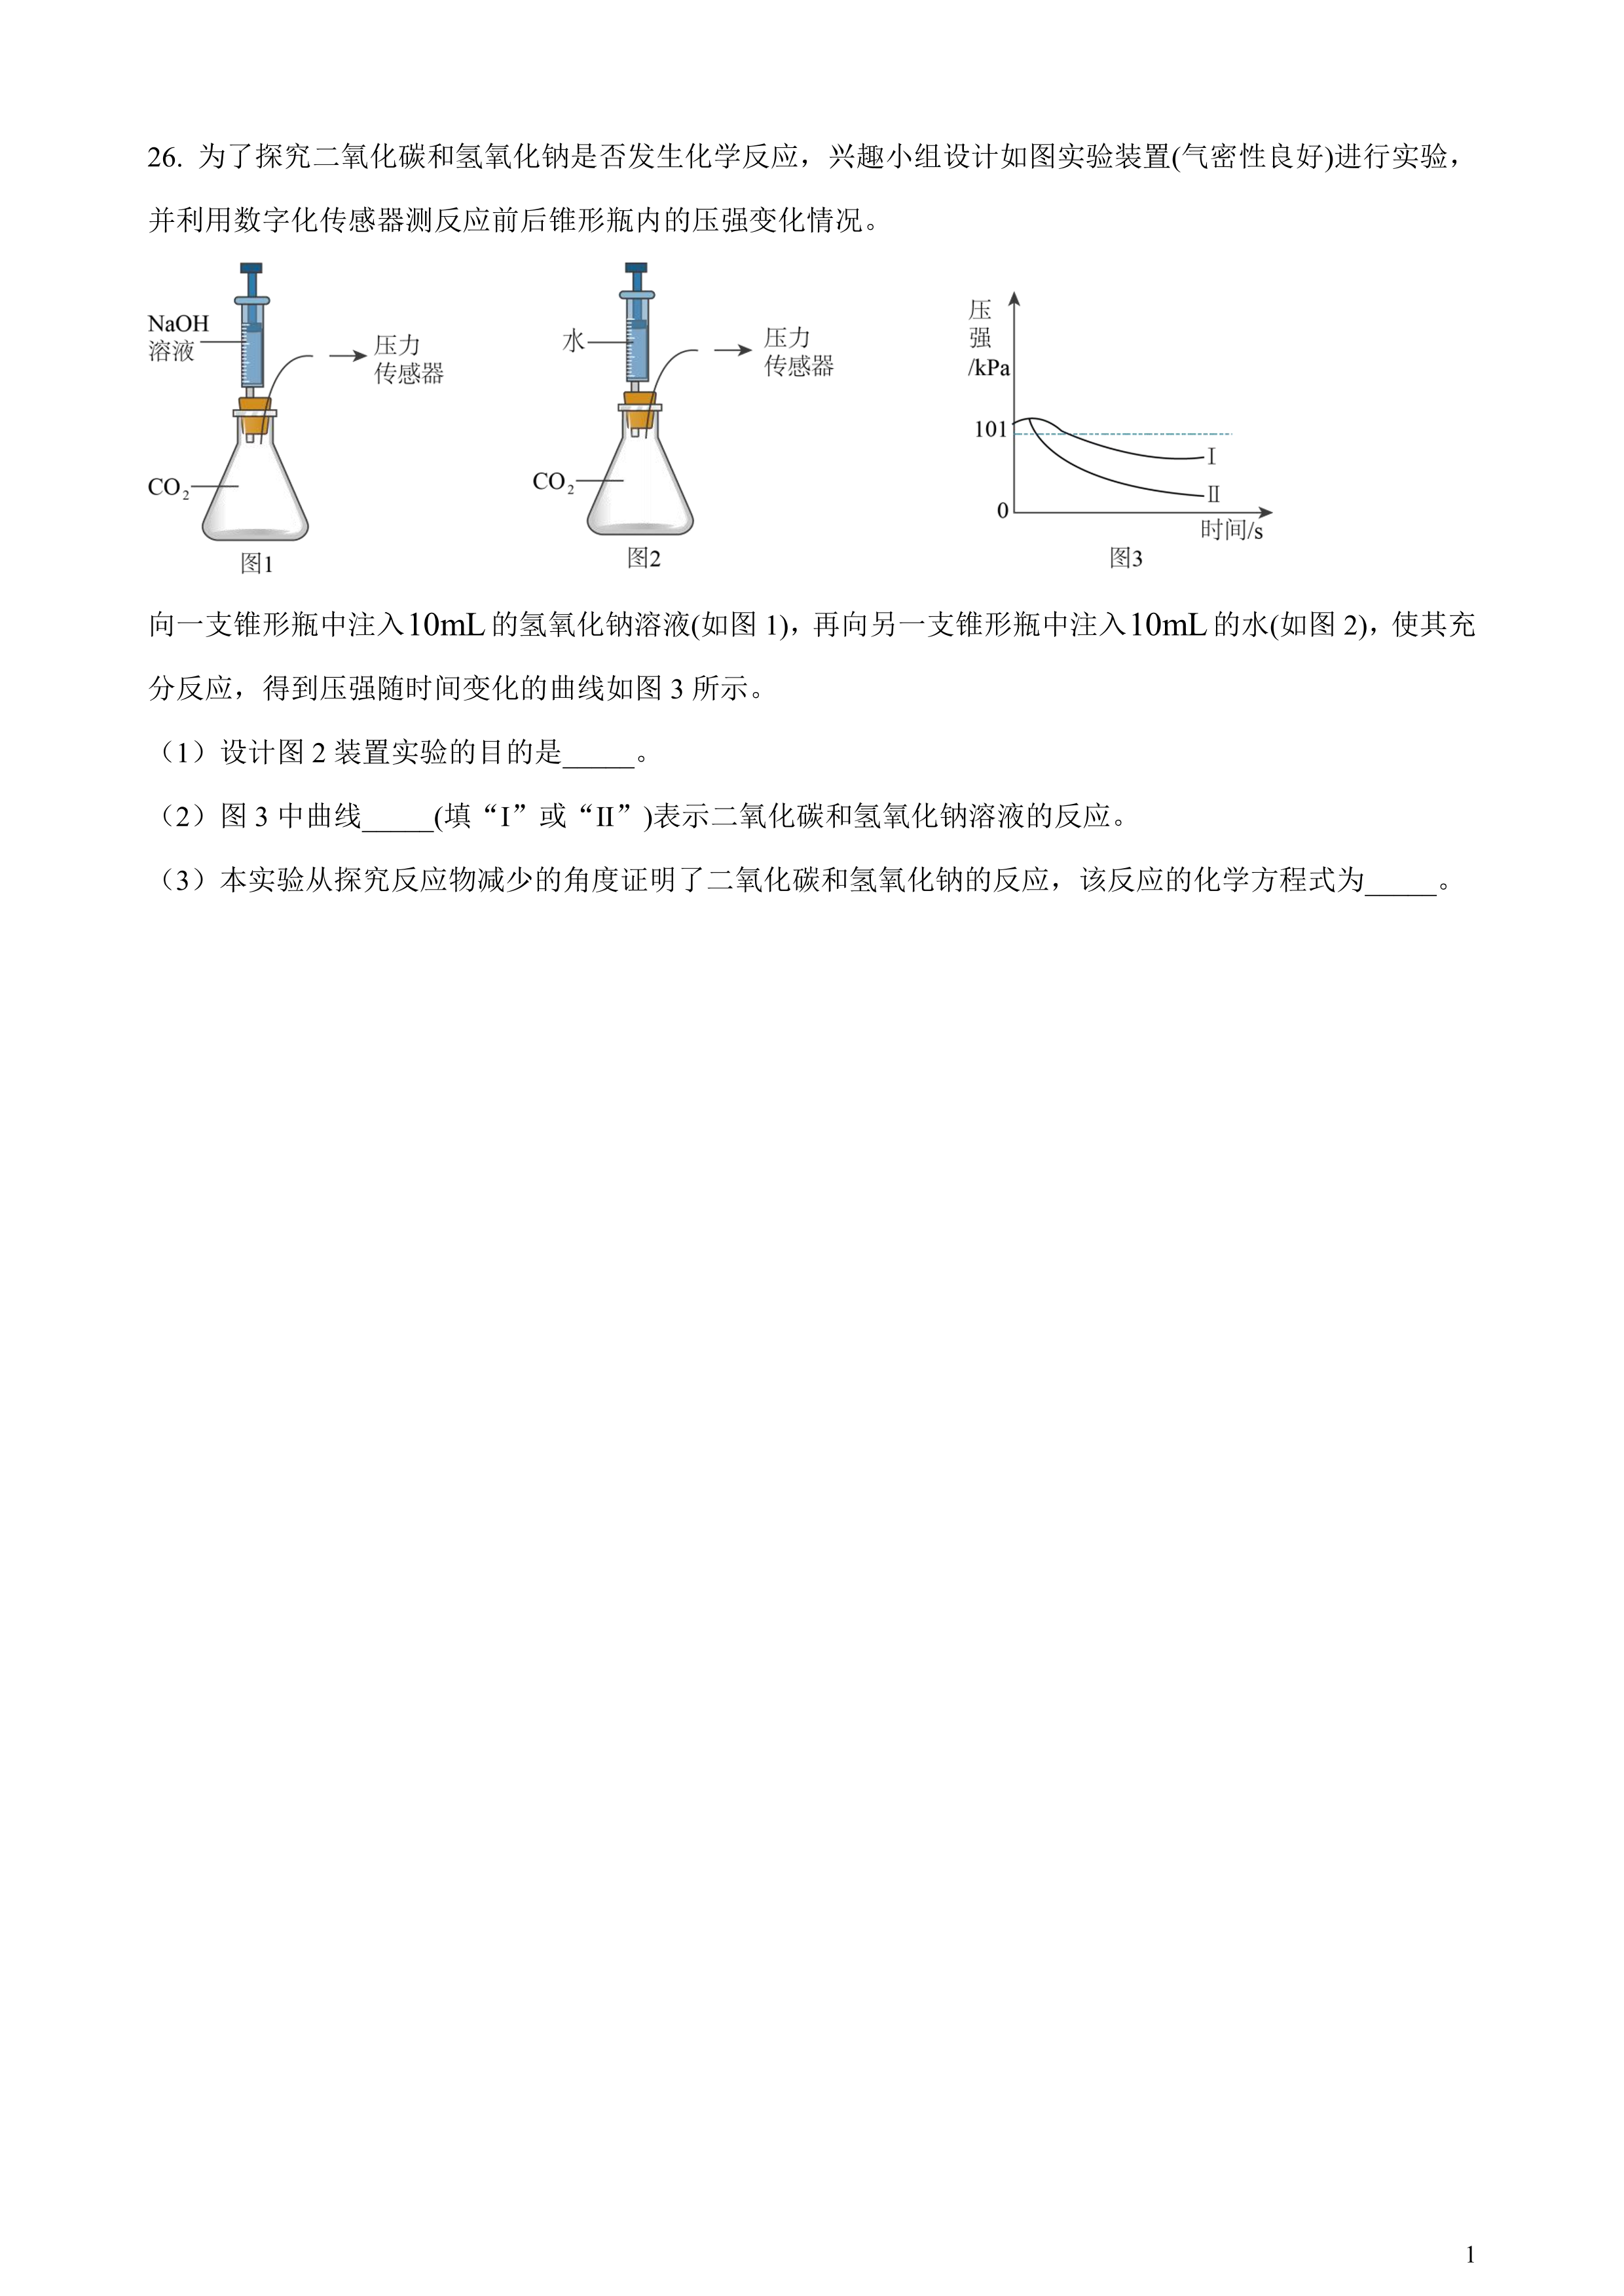 26. 为了探究二氧化碳和氢氧化钠是否发生化学反应，兴趣小组设计如图实验装置(气密性良好)进行实验，
并利用数字化传感器测反应前后锥形瓶内的压强变化情况。
NaOH
溶液
压力
传感器
CO₂
图1
水
压力
传感器
CO₂
图2
压
强
/kPa
101
0
Ⅰ
Ⅱ
时间/s
图3
向一支锥形瓶中注入10mL的氢氧化钠溶液(如图 1)，再向另一支锥形瓶中注入10mL的水(如图 2)，使其充
分反应，得到压强随时间变化的曲线如图 3 所示。
（1）设计图 2 装置实验的目的是_____。
（2）图 3 中曲线_____(填“I”或“II”)表示二氧化碳和氢氧化钠溶液的反应。
（3）本实验从探究反应物减少的角度证明了二氧化碳和氢氧化钠的反应，该反应的化学方程式为_____。
1